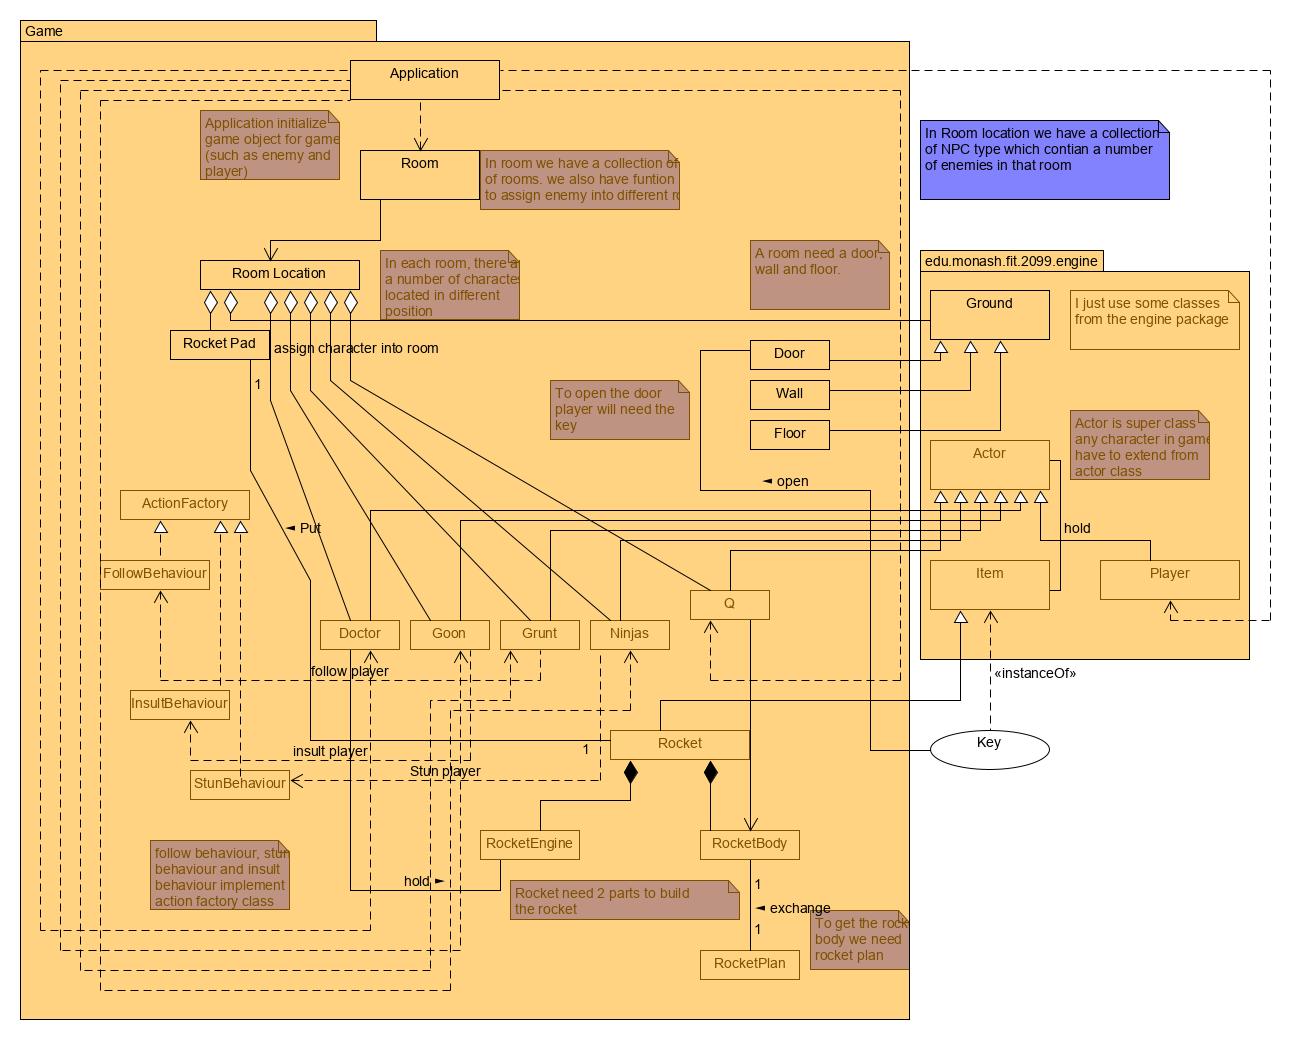 Game
Application
Application initialize
game object for game
(such as enemy and
player)
Room
In room we have a collection of
of rooms. we also have funtion
to assign enemy into different
In Room location we have a collection
of NPC type which contian a number
of enemies in that room
Room Location
In each room, there
a number of
located in different
position
A room need a door,
wall and floor.
edu.monash.fit.2099.engine
Ground
I just use some classes
from the engine package
Rocket Pad
assign character into room
1
Door
Wall
Floor
To open the door
player will need the
key
Actor
Actor is super class
any character in game
have to extend from
actor class
◄ open
ActionFactory
◄ Put
hold
FollowBehaviour
Item
Player
Q
Doctor
Goon
Grunt
Ninjas
follow player
«instanceOf»
InsultBehaviour
insult player
1
Rocket
Key
Stun player
StunBehaviour
RocketEngine
RocketBody
follow behaviour, stun
behaviour and insult
behaviour implement
action factory class
hold ►
Rocket need 2 parts to build
the rocket
1
◄ exchange
1
To get the
body we need
rocket plan
RocketPlan